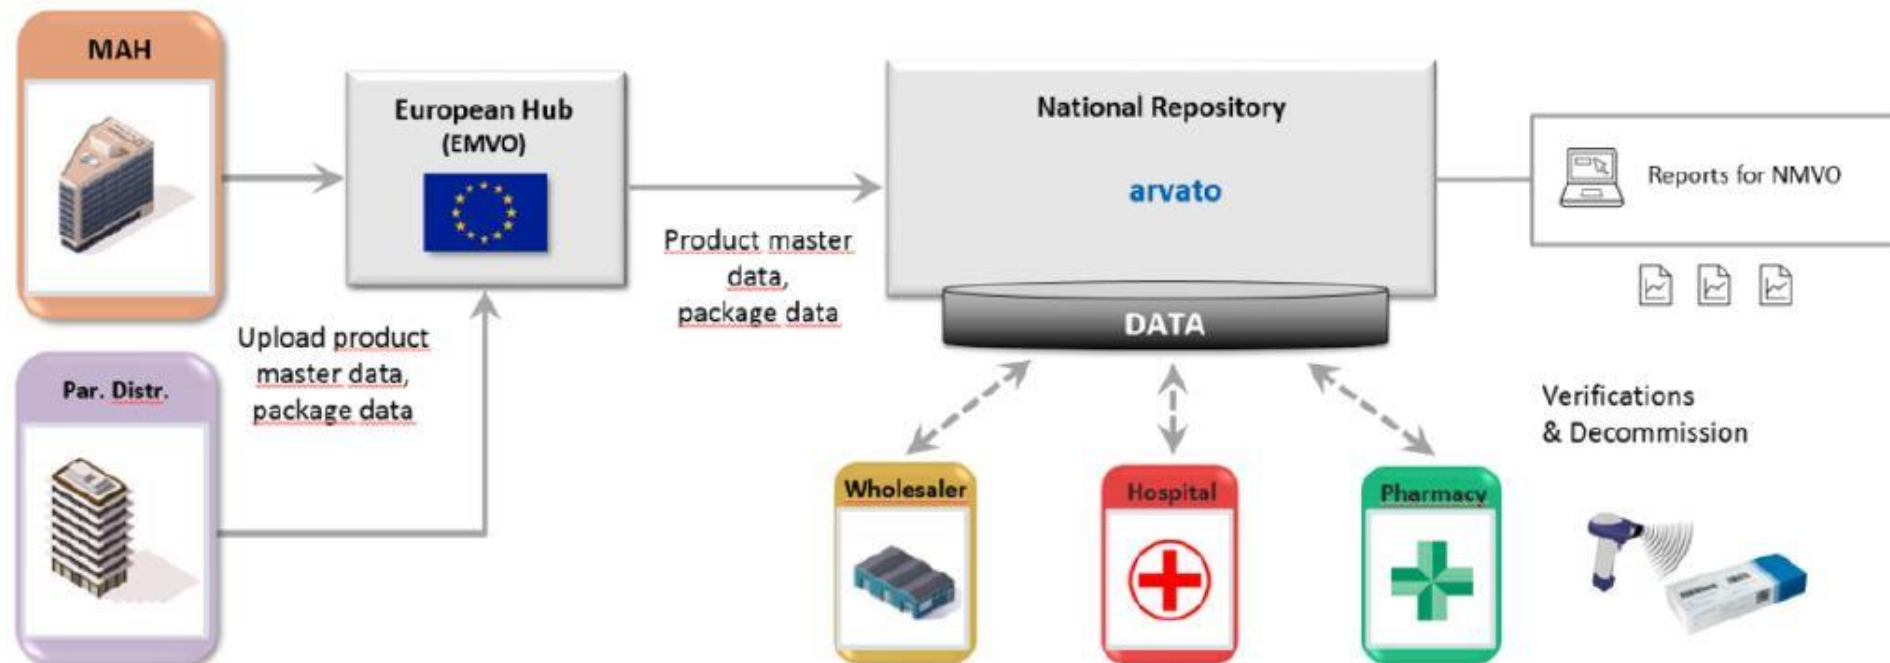 MAH
European Hub
(EMVO)
National Repository
arvato
Reports for NMVO
Product master
data,
package data
DATA
Upload product
master data,
package data
Par. Distr.
Verifications
& Decommission
Wholesaler
Hospital
Pharmacy